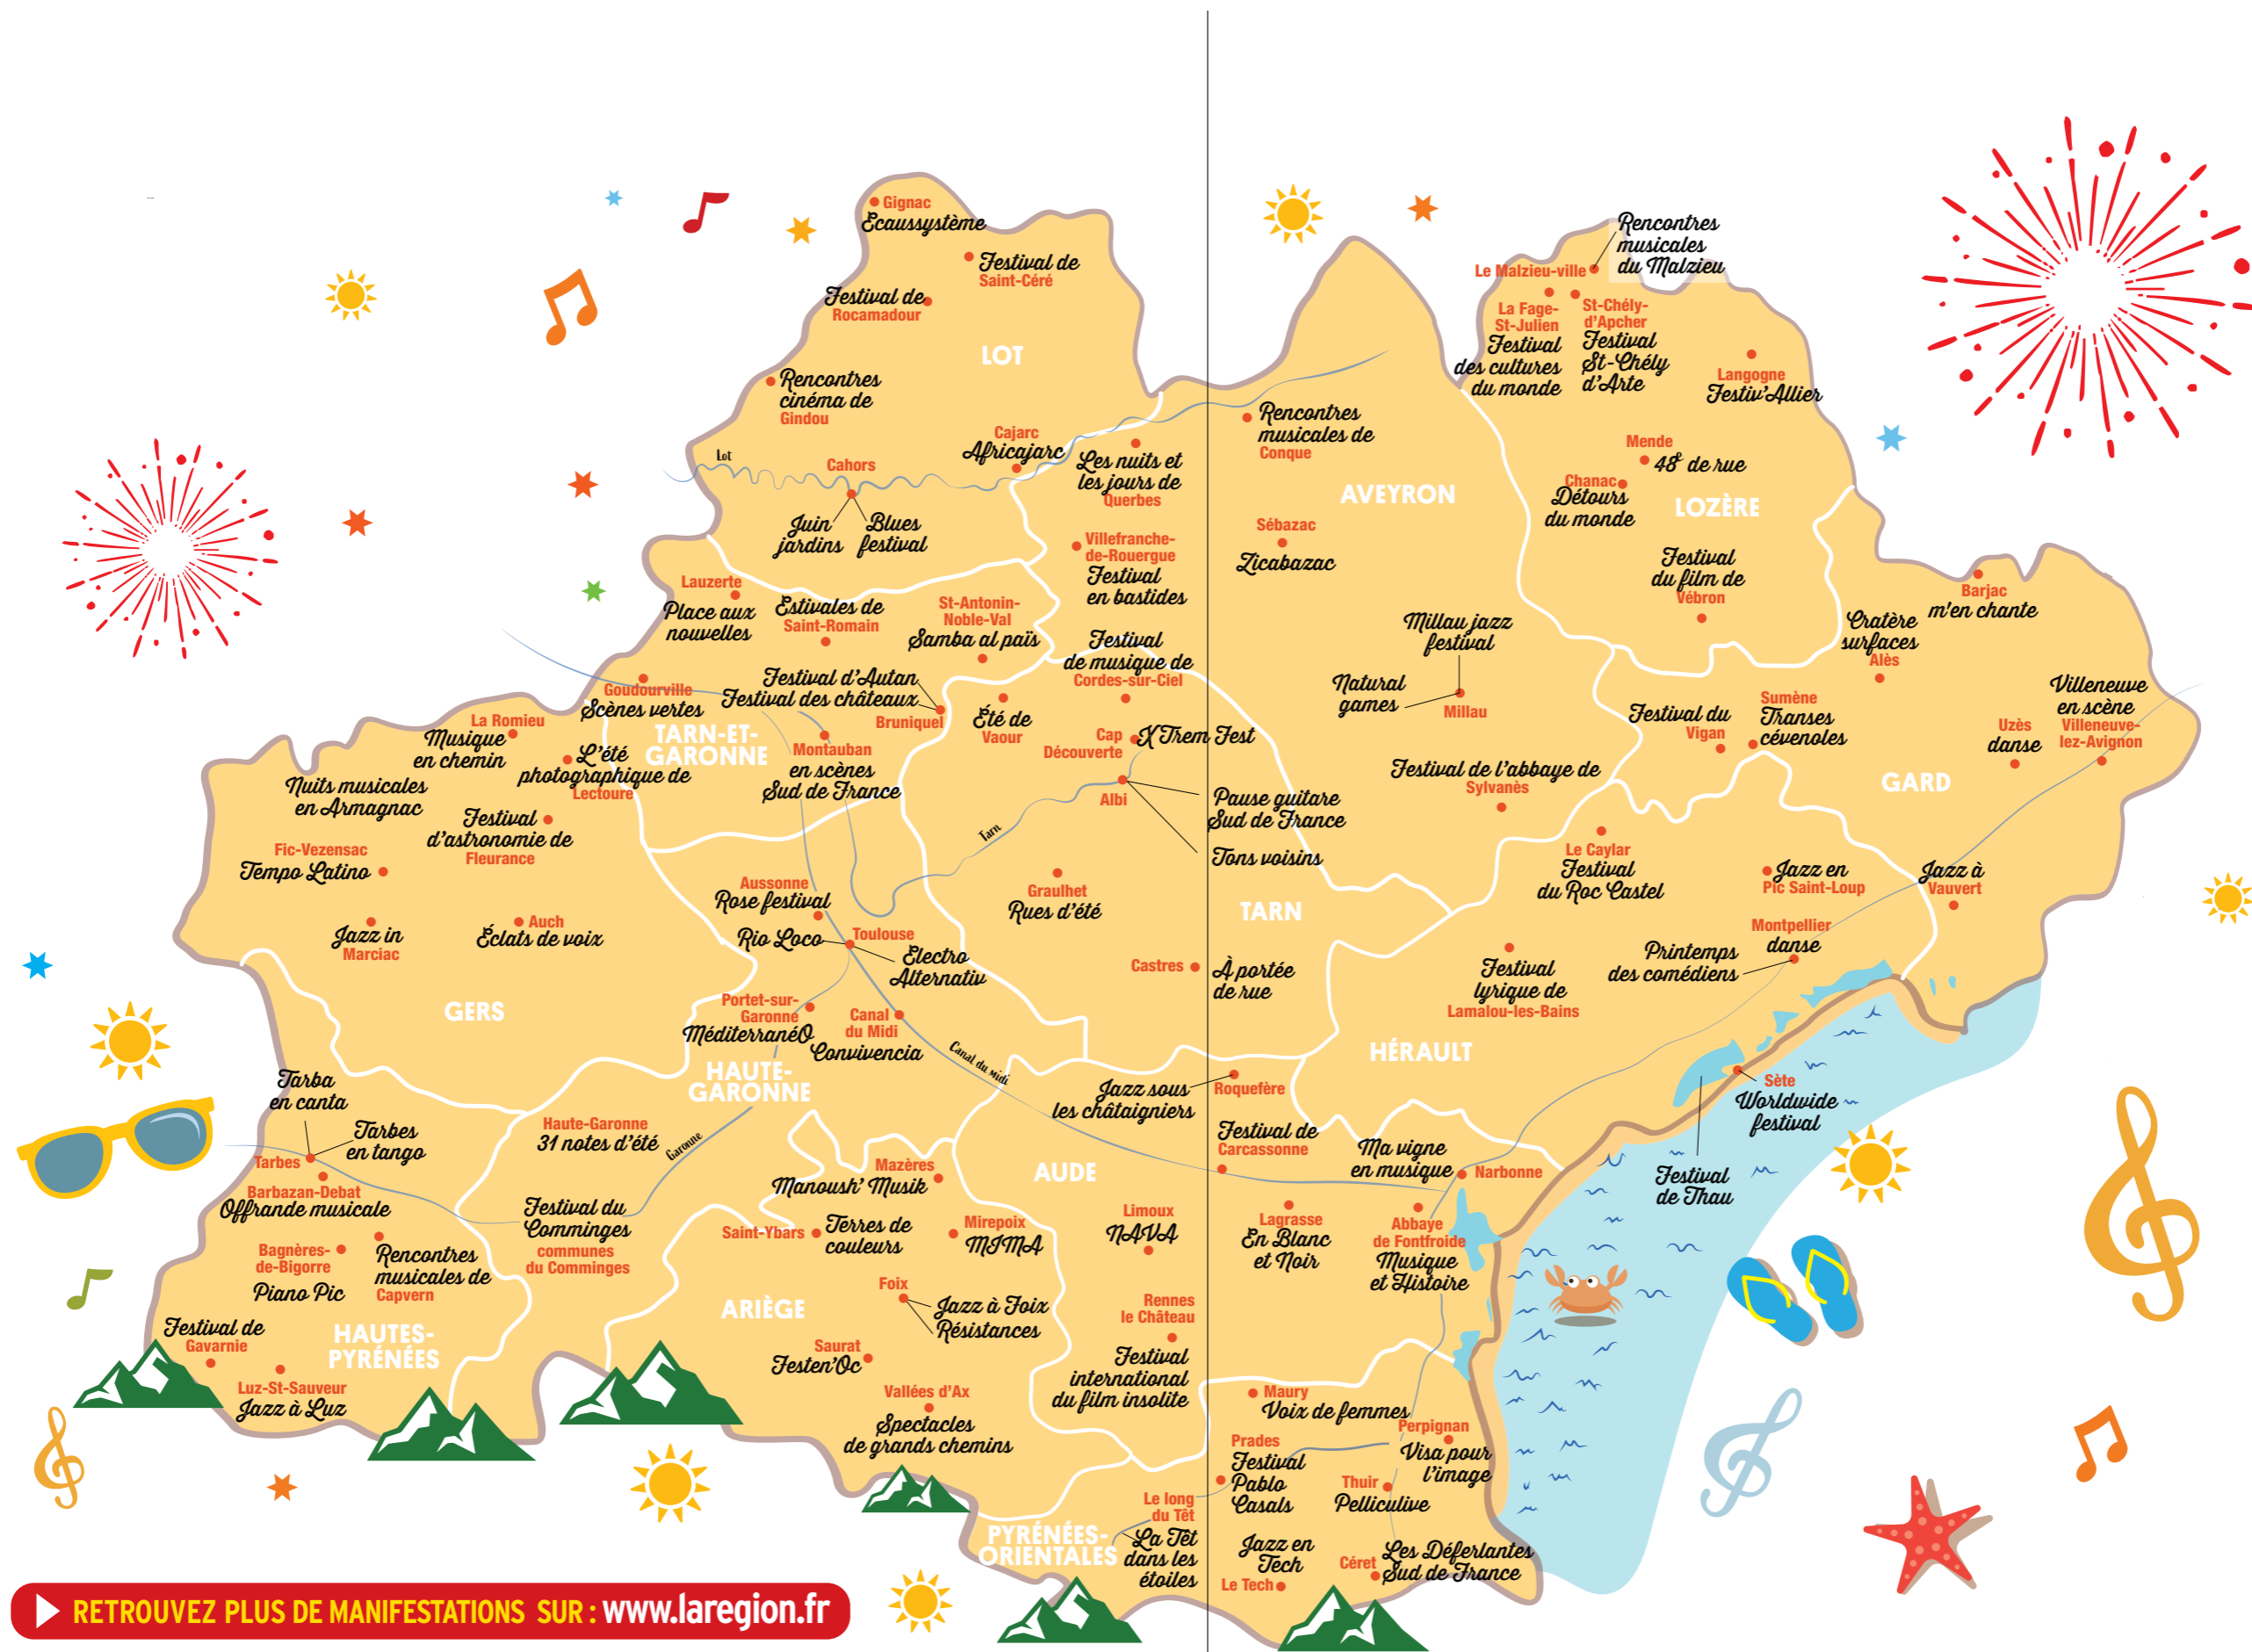 Gignac
Ecaussystème
Festival de
Saint-Céré
Festival de
Rocamadour
LOT
Rencontres
cinéma de
Gindou
Cajarc
Africajarc
Lot
Cahors
Juin
jardins
Blues
festival
Les nuits et
les jours de
Querbes
Villefranche-
de-Rouergue
Festival
en bastides
Rencontres
musicales de
Conque
AVEYRON
Sébazac
Zicabazac
Millau jazz
festival
Natural
games
Millau
Festival de l'abbaye de
Sylvanès
Rencontres
musicales
du Malzieu
Le Malzieu-ville
La Fage-
St-Julien
Festival
des cultures
du monde
St-Chély-
d'Apcher
Festival
St-Chély
d'Arte
Langogne
Festiv'Allier
Mende
48e de rue
Chanac
Détours
du monde
LOZÈRE
Festival
du film de
Vébron
Barjac
m'en chante
Cratère
surfaces
Alès
Villeneuve
en scène
Villeneuve-
lez-Avignon
Uzès
danse
Sumène
Transes
cévenoles
Festival du
Vigan
GARD
Jazz à
Vauvert
Lauzerte
Place aux
nouvelles
Estivales de
Saint-Romain
St-Antonin-
Noble-Val
Samba al païs
Festival d'Autan
Festival des châteaux
Bruniquel
Goudourville
Scènes vertes
TARN-ET-
GARONNE
Montauban
en scènes
Sud de France
Festival
de musique de
Cordes-sur-Ciel
Été de
Vaour
Cap
Découverte
XTrem Fest
Albi
Pause guitare
Sud de France
Tons voisins
Tarn
Graulhet
Rues d'été
TARN
Castres
À portée
de rue
La Romieu
Musique
en chemin
L'été
photographique de
Lectoure
Nuits musicales
en Armagnac
Festival
d'astronomie de
Fleurance
Fic-Vezensac
Tempo Latino
Jazz in
Marciac
Auch
Éclats de voix
GERS
Aussonne
Rose festival
Rio Loco
Toulouse
Electro
Alternativ
Portet-sur-
Garonne
MéditerranéO
Canal
du Midi
Convivencia
Canal du Midi
HAUTE-
GARONNE
Haute-Garonne
31 notes d'été
Garonne
Festival du
Comminges
communes
du Comminges
Le Caylar
Festival
du Roc Castel
Jazz en
Pic Saint-Loup
Montpellier
danse
Printemps
des comédiens
Festival
lyrique de
Lamalou-les-Bains
HÉRAULT
Sète
Worldwide
festival
Festival
de Thau
Tarba
en canta
Tarbes
en tango
Tarbes
Barbazan-Debat
Offrande musicale
Bagnères-
de-Bigorre
Piano Pic
Rencontres
musicales de
Capvern
Festival de
Gavarnie
HAUTES-
PYRÉNÉES
Luz-St-Sauveur
Jazz à Luz
Mazères
Manoush' Musik
Saint-Ybars
Terres de
couleurs
Mirepoix
MIMA
Foix
Jazz à Foix
Résistances
ARIÈGE
Saurat
Festen'Oc
Vallées d'Ax
Spectacles
de grands chemins
Jazz sous
les châtaigniers
Roquefère
Festival de
Carcassonne
AUDE
Ma vigne
en musique
Narbonne
Limoux
NAVA
Lagrasse
En Blanc
et Noir
Abbaye
de Fontfroide
Musique
et Histoire
Rennes
le Château
Festival
international
du film insolite
Maury
Voix de femmes
Perpignan
Visa pour
l'image
Prades
Festival
Pablo
Casals
Thuir
Pelliculive
Le long
du Têt
La Têt
dans les
étoiles
PYRÉNÉES-
ORIENTALES
Jazz en
Tech
Le Tech
Céret
Les Déferlantes
Sud de France
RETROUVEZ PLUS DE MANIFESTATIONS SUR : www.laregion.fr